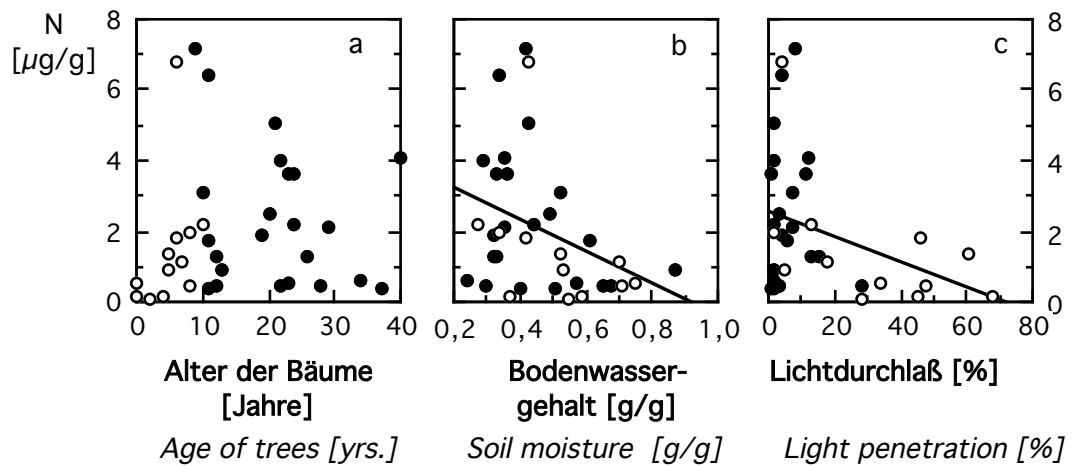 N
[µg/g]
8
6
4
2
0
a
b
c
8
6
4
2
0
0 10 20 30 40
0,2 0,4 0,6 0,8 1,0
0 20 40 60 80
Alter der Bäume
[Jahre]
Bodenwasser-
gehalt [g/g]
Lichtdurchlaß [%]
Age of trees [yrs.]
Soil moisture [g/g]
Light penetration [%]